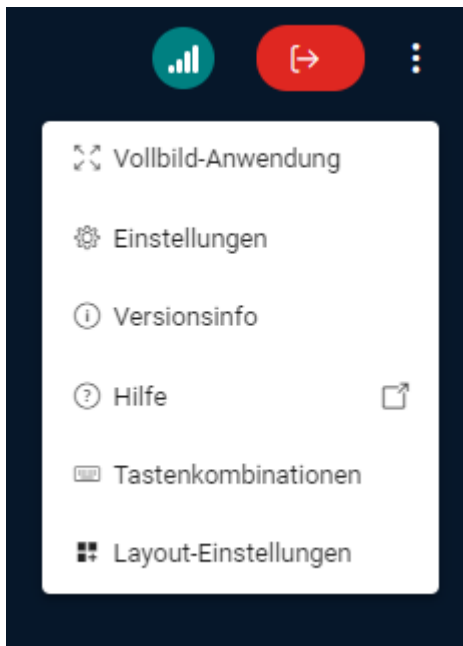 Vollbild-Anwendung
Einstellungen
Versionsinfo
Hilfe
Tastenkombinationen
Layout-Einstellungen